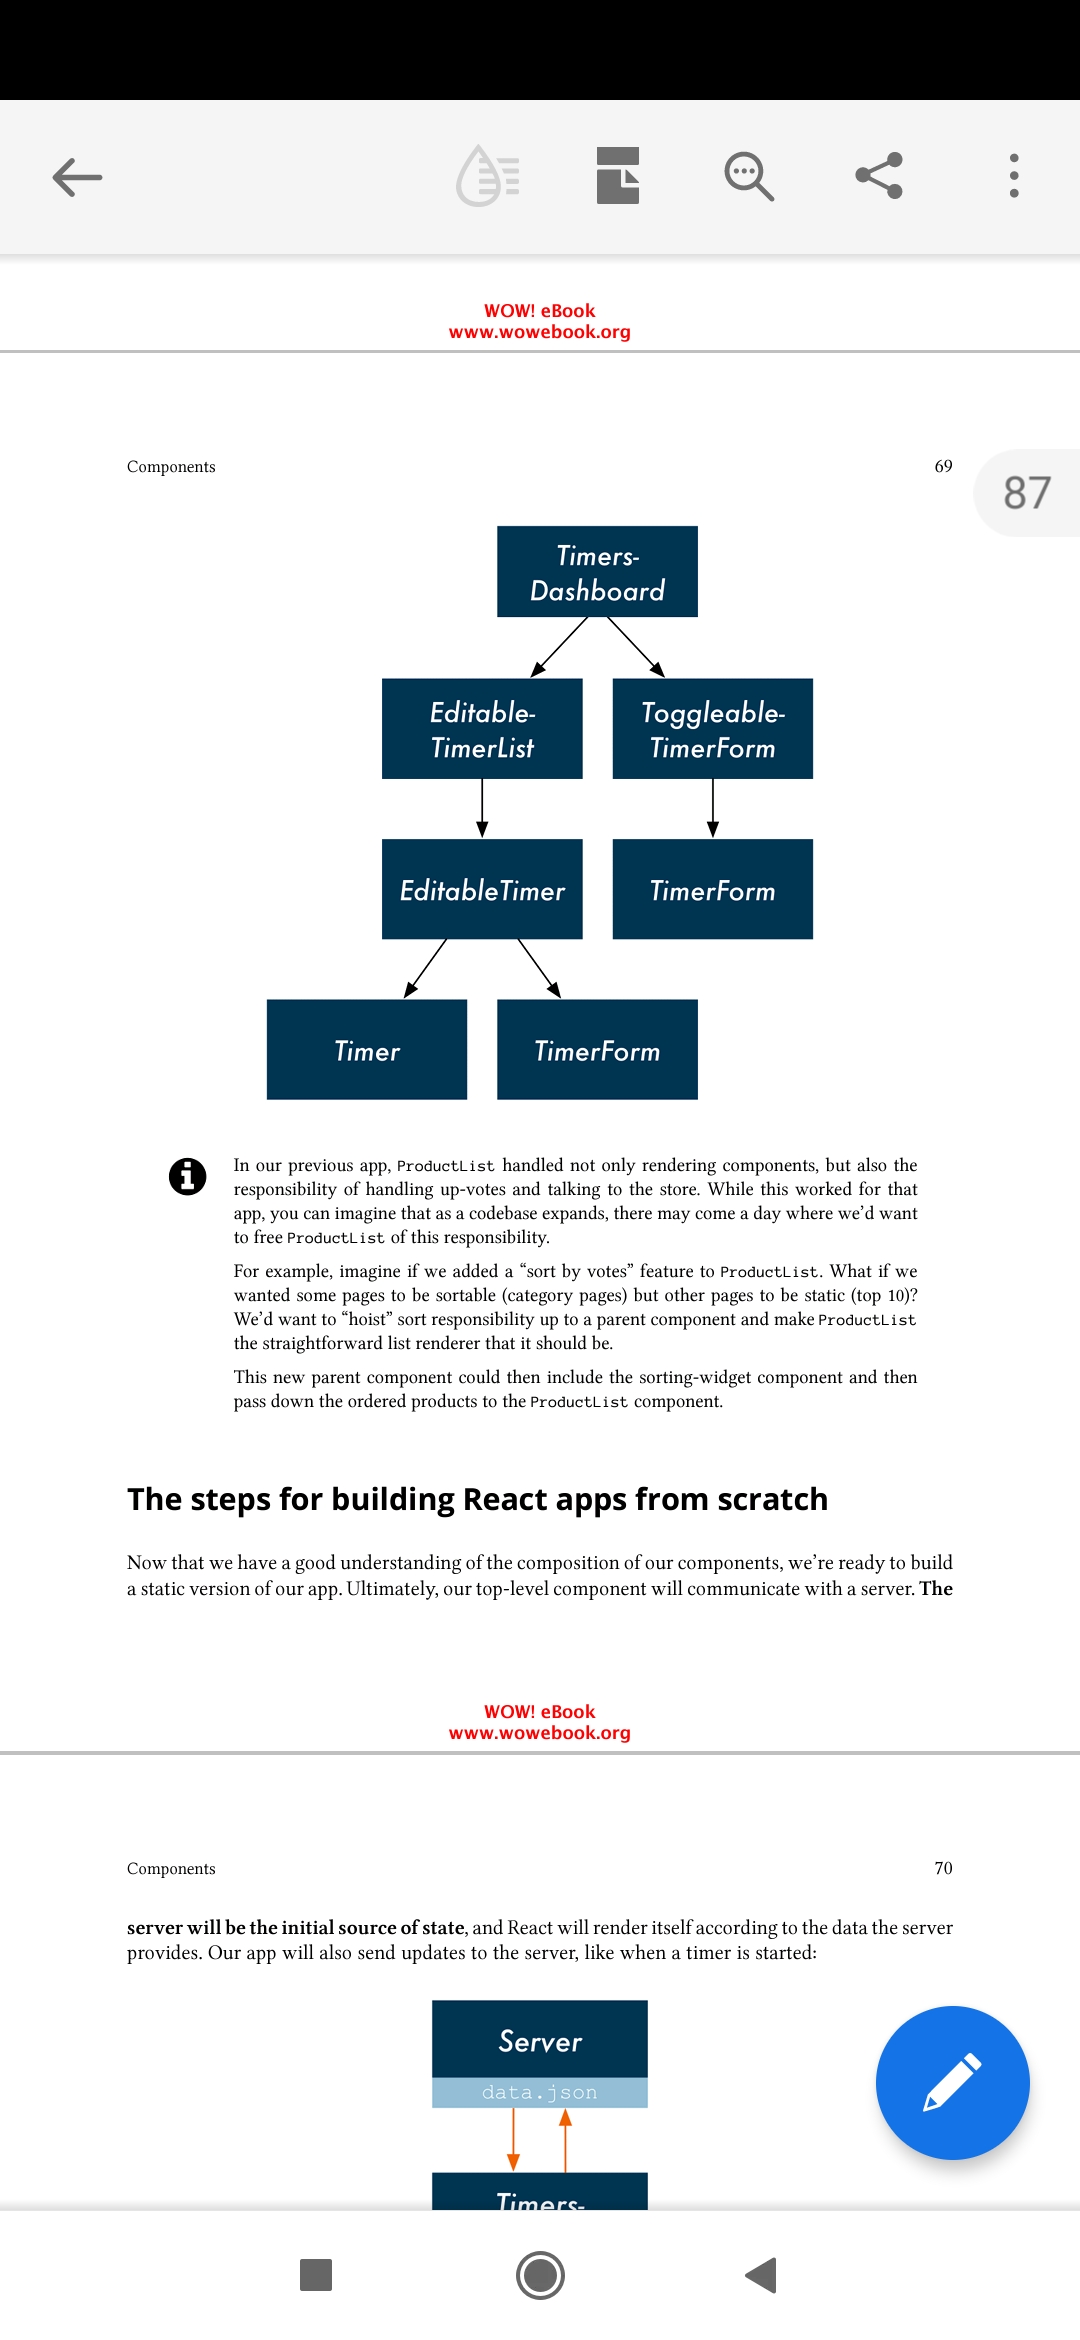 WOW! eBook
www.wowebook.org
Components 69
87
Timers-
Dashboard
Editable-
TimerList
Toggleable-
TimerForm
EditableTimer
TimerForm
Timer
TimerForm
In our previous app, ProductList handled not only rendering components, but also the
responsibility of handling up-votes and talking to the store. While this worked for that
app, you can imagine that as a codebase expands, there may come a day where we’d want
to free ProductList of this responsibility.
For example, imagine if we added a “sort by votes” feature to ProductList. What if we
wanted some pages to be sortable (category pages) but other pages to be static (top 10)?
We’d want to “hoist” sort responsibility up to a parent component and make ProductList
the straightforward list renderer that it should be.
This new parent component could then include the sorting-widget component and then
pass down the ordered products to the ProductList component.
The steps for building React apps from scratch
Now that we have a good understanding of the composition of our components, we’re ready to build
a static version of our app. Ultimately, our top-level component will communicate with a server. The
WOW! eBook
www.wowebook.org
Components 70
server will be the initial source of state, and React will render itself according to the data the server
provides. Our app will also send updates to the server, like when a timer is started:
Server
data.json
Timers-